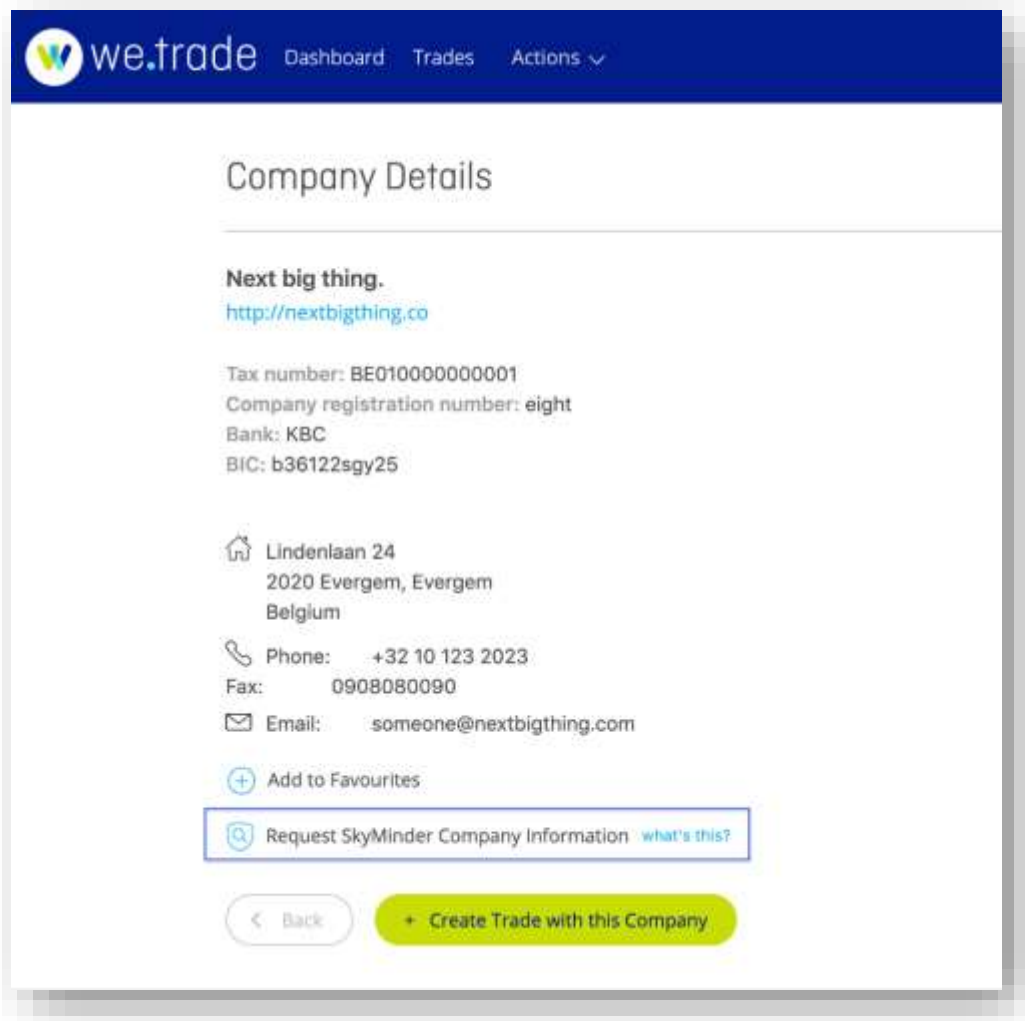 we.trade Dashboard Trades Actions
Company Details
Next big thing.
http://nextbigthing.co
Tax number: BE010000000001
Company registration number: eight
Bank: KBC
BIC: b36122sgy25
Lindenlaan 24
2020 Evergem, Evergem
Belgium
Phone: +32 10 123 2023
Fax: 0908080090
Email: someone@nextbigthing.com
Add to Favourites
Request SkyMinder Company Information what's this?
< Back + Create Trade with this Company